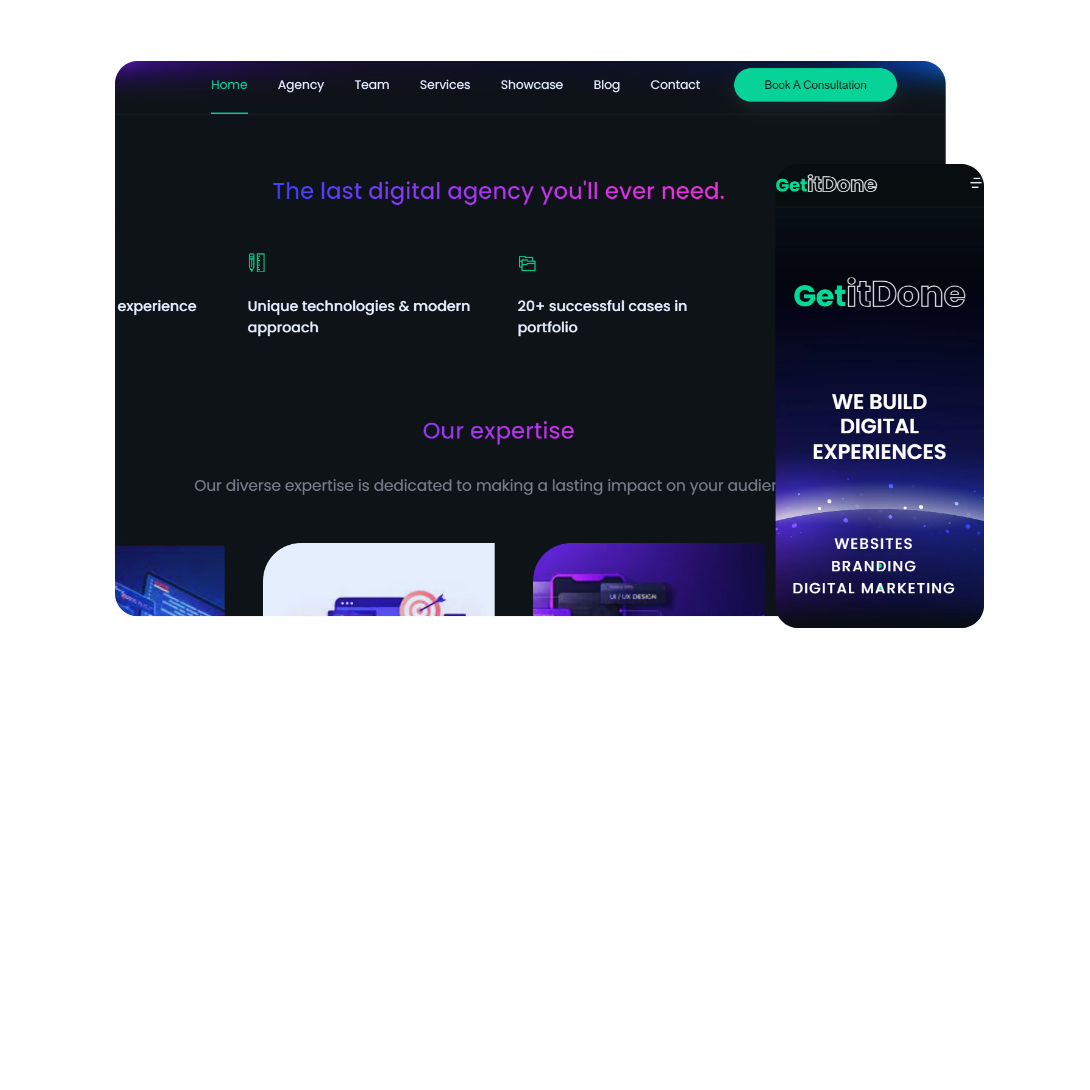 Home Agency Team Services Showcase Blog Contact Book A Consultation
The last digital agency you'll ever need.
experience
Unique technologies & modern
approach
20+ successful cases in
portfolio
Our expertise
Our diverse expertise is dedicated to making a lasting impact on your audien
UI / UX DESIGN
GetitDone
GetitDone
WE BUILD
DIGITAL
EXPERIENCES
WEBSITES
BRANDING
DIGITAL MARKETING